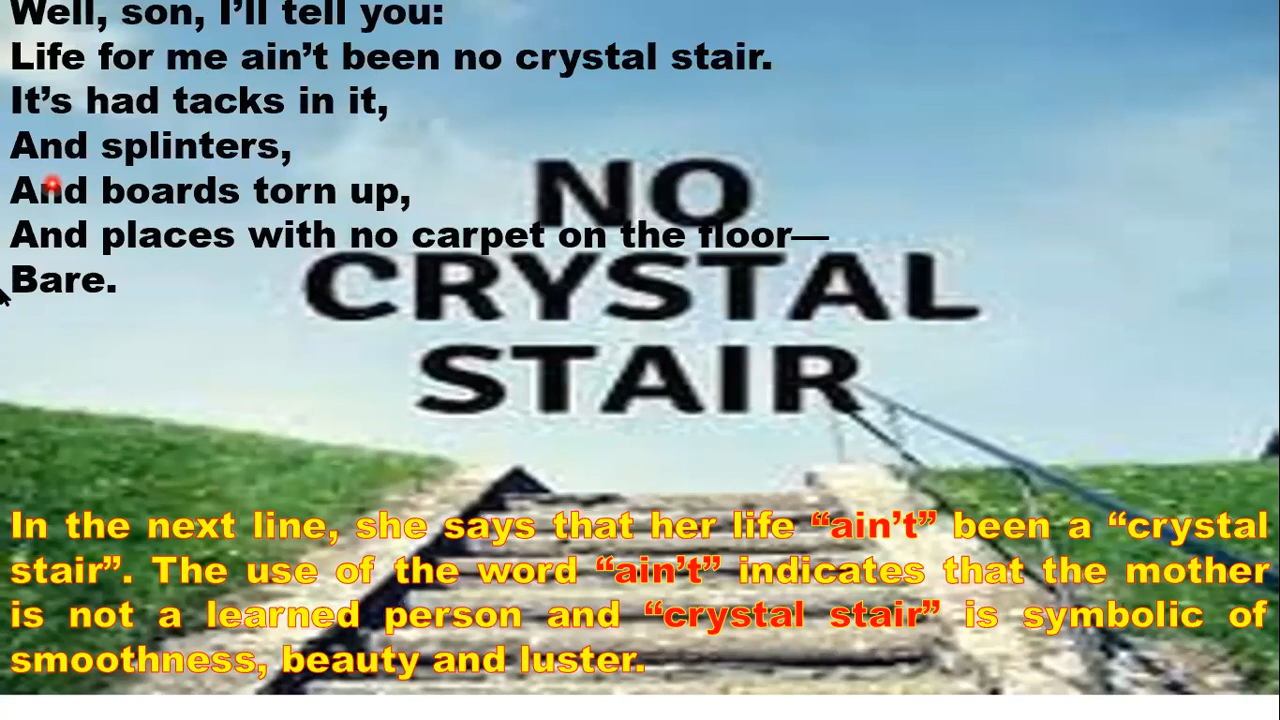 Well, son, I’ll tell you:
Life for me ain’t been no crystal stair.
It’s had tacks in it,
And splinters,
And boards torn up,
And places with no carpet on the floor—
Bare.
NO
CRYSTAL
STAIR
In the next line, she says that her life “ain’t” been a “crystal
stair”. The use of the word “ain’t” indicates that the mother
is not a learned person and “crystal stair” is symbolic of
smoothness, beauty and luster.